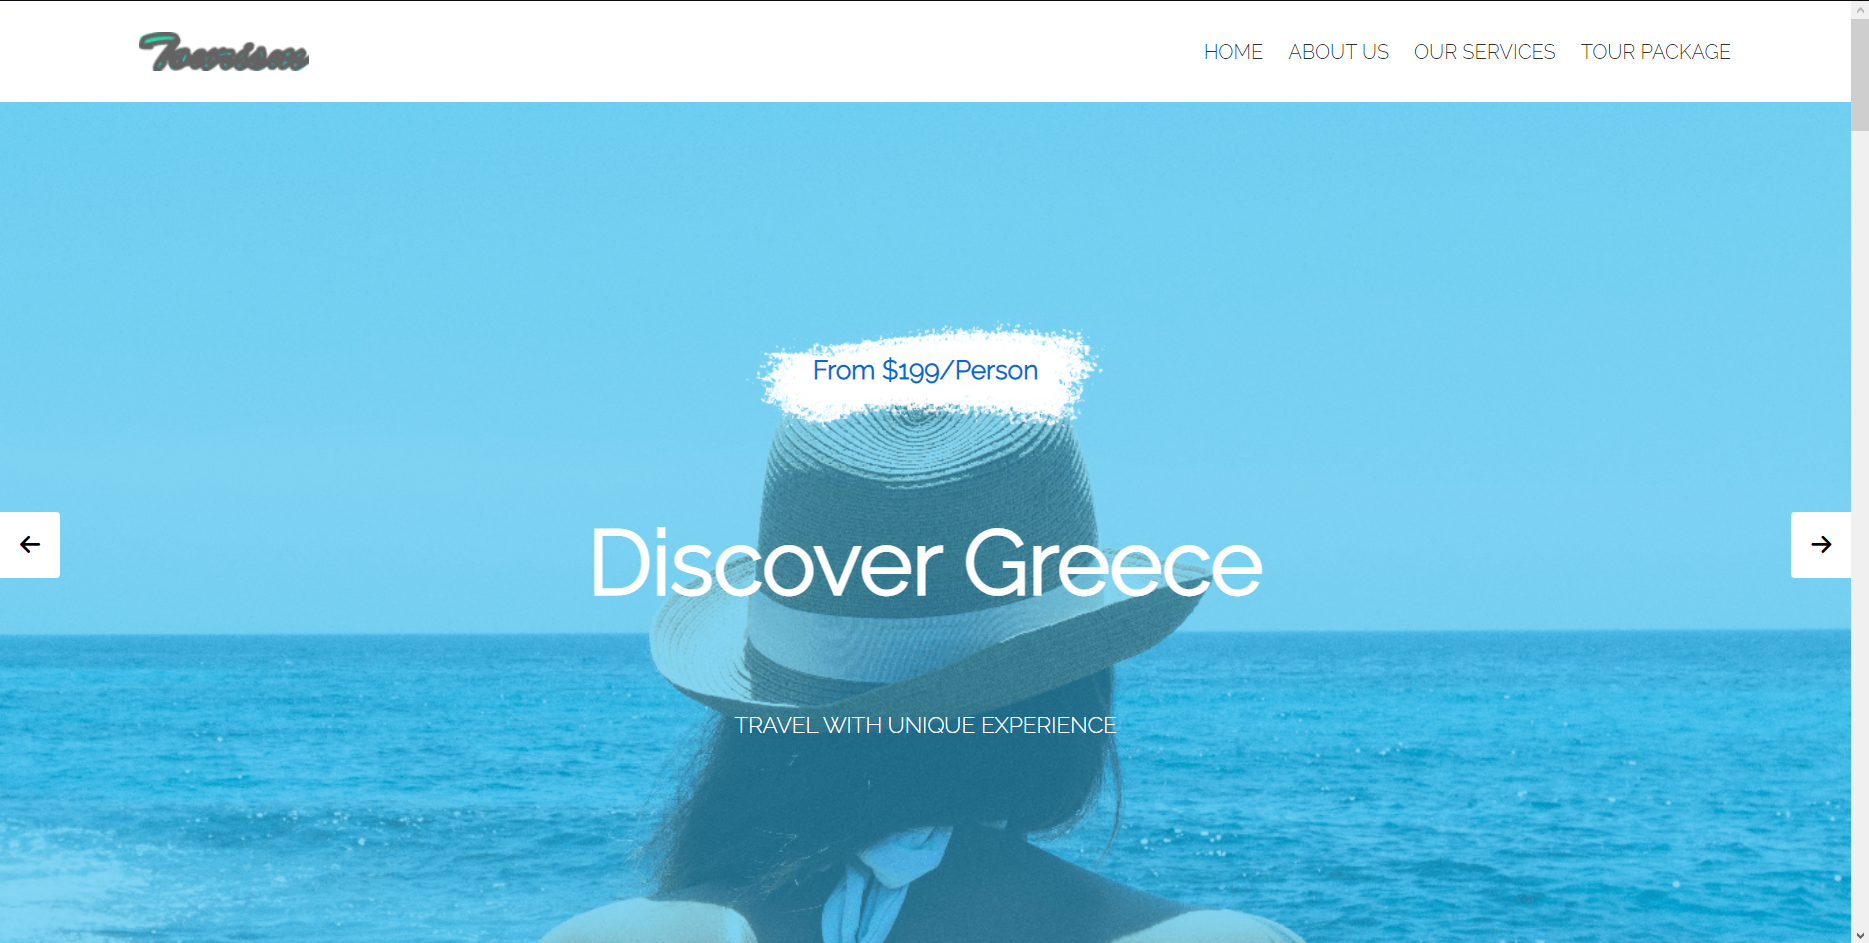 Tourism
HOME ABOUT US OUR SERVICES TOUR PACKAGE
From $199/Person
Discover Greece
TRAVEL WITH UNIQUE EXPERIENCE